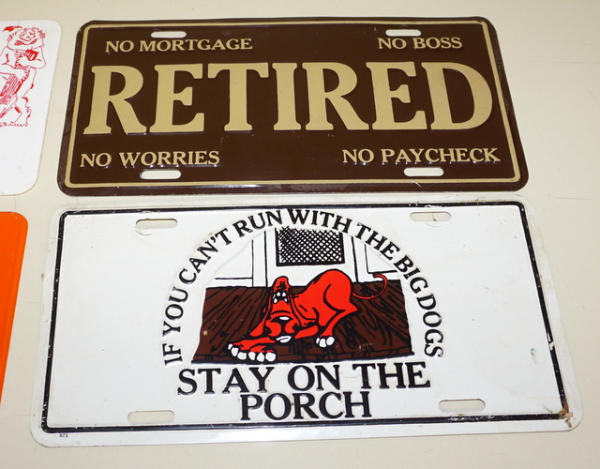 NO MORTGAGE NO BOSS
RETIRED
NO WORRIES NO PAYCHECK
IF YOU CAN'T RUN WITH THE BIG DOGS
STAY ON THE
PORCH